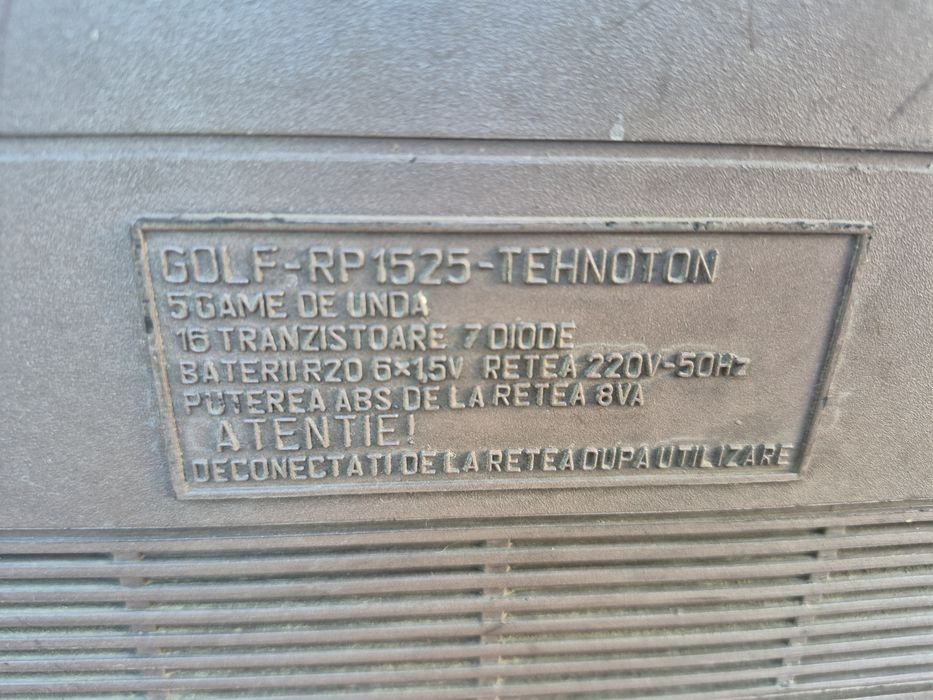 GOLF-RP1525-TEHNOTON
5 GAME DE UNDA
16 TRANZISTOARE 7 DIODE
BATERII R20 6×1,5V RETEA 220V-50Hz
PUTEREA ABS. DE LA RETEA 8VA
ATENTIE!
DECONECTATI DE LA RETEA DUPA UTILIZARE